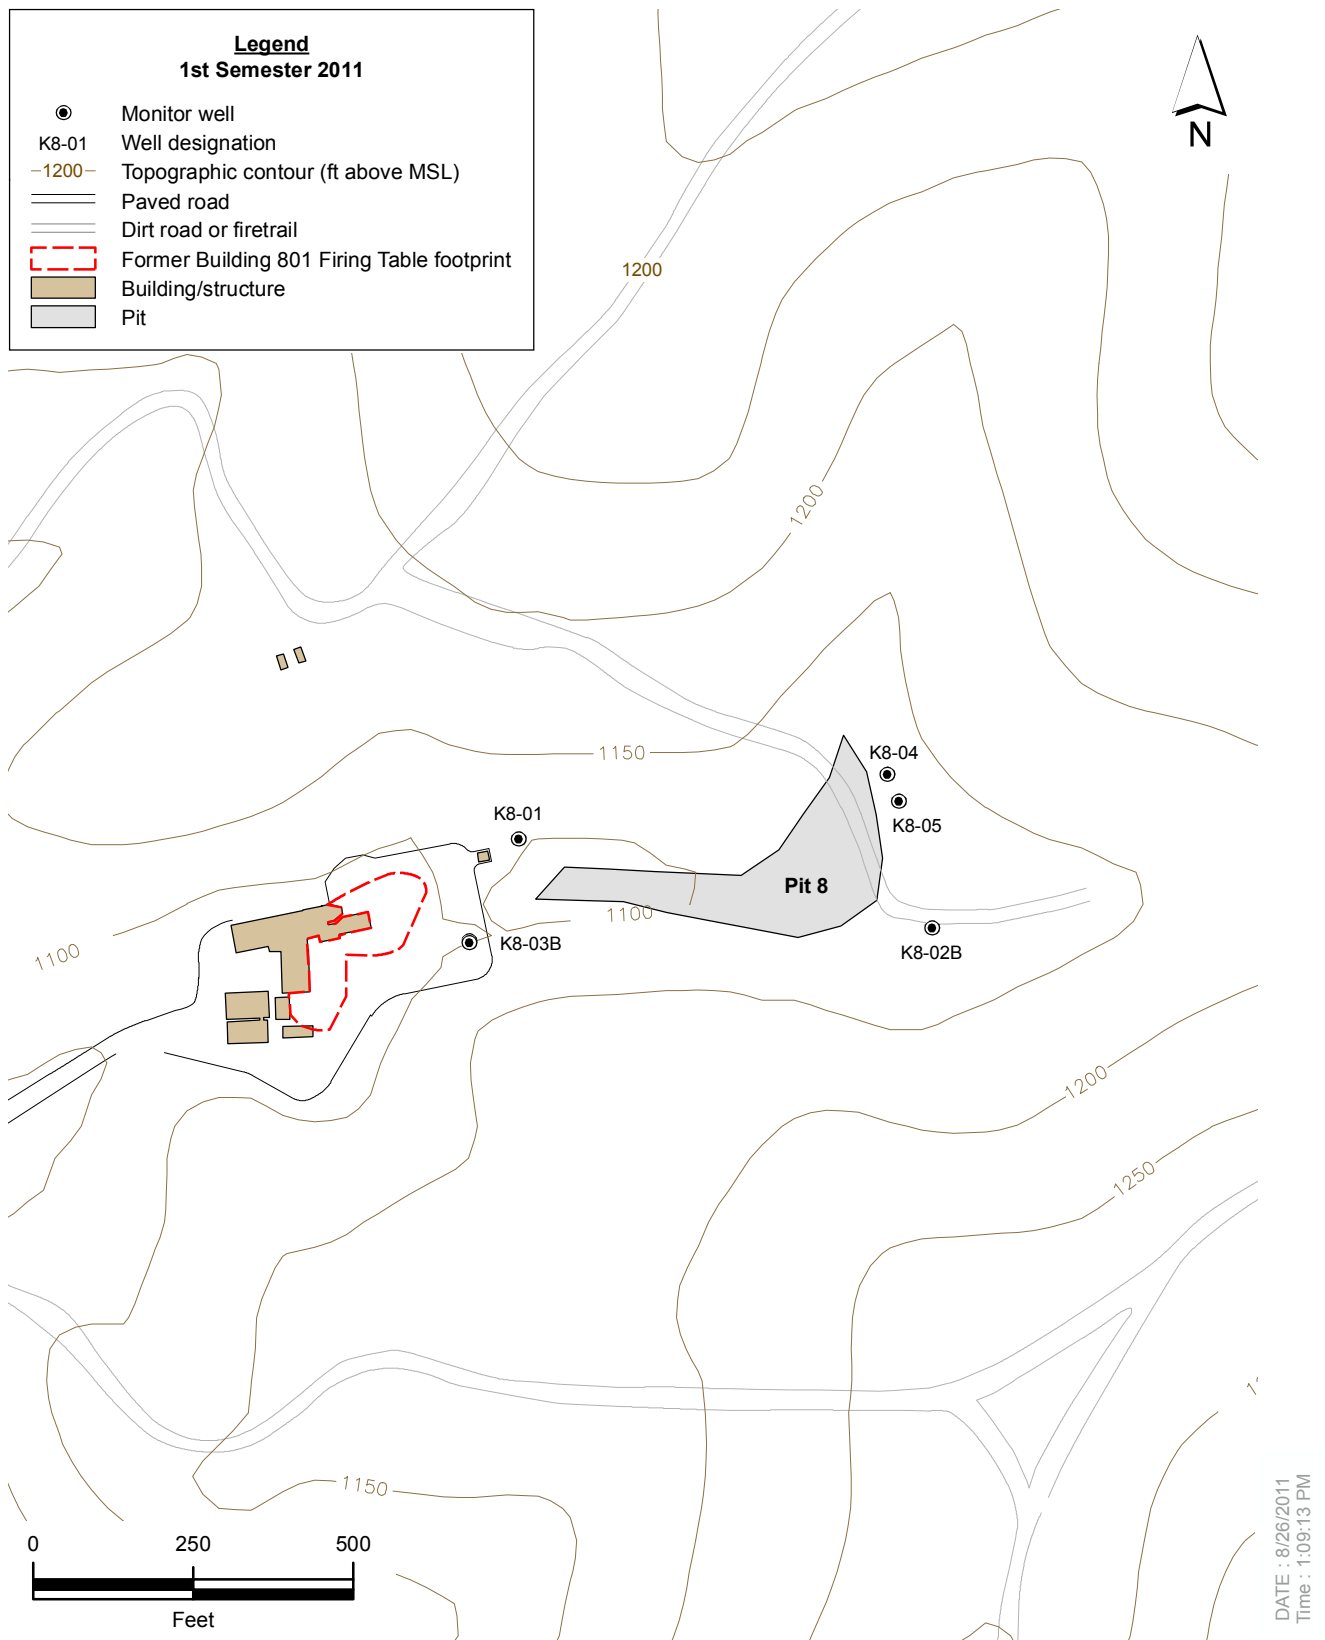 Legend
1st Semester 2011
Monitor well
K8-01 Well designation
1200 Topographic contour (ft above MSL)
Paved road
Dirt road or firetrail
Former Building 801 Firing Table footprint
Building/structure
Pit
N
1200
1200
1150
K8-04
K8-05
K8-01
Pit 8
1100
K8-03B
K8-02B
1100
1200
1250
1150
0 250 500
Feet
DATE : 8/26/2011
Time : 1:09:13 PM